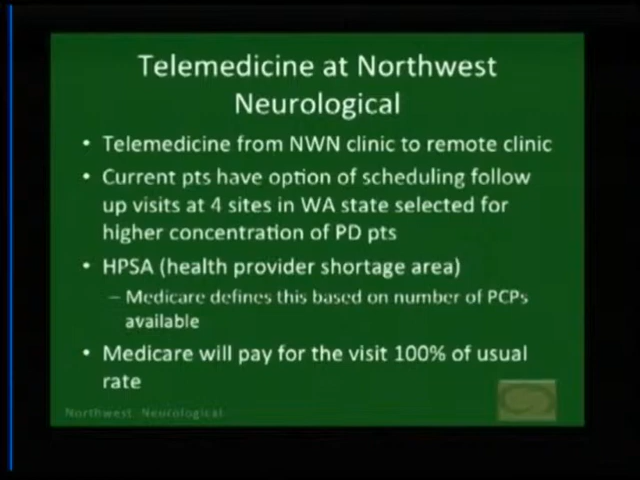 Telemedicine at Northwest
Neurological
• Telemedicine from NWN clinic to remote clinic
• Current pts have option of scheduling follow
up visits at 4 sites in WA state selected for
higher concentration of PD pts
• HPSA (health provider shortage area)
– Medicare defines this based on number of PCPs
available
• Medicare will pay for the visit 100% of usual
rate
Northwest Neurological